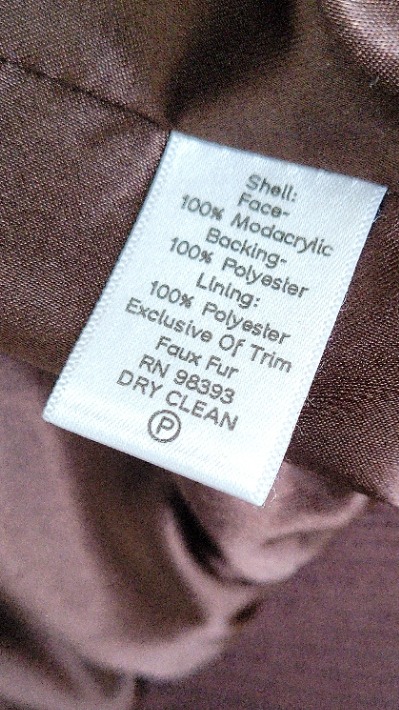 Shell:
Face-
100% Modacrylic
Backing-
100% Polyester
Lining:
100% Polyester
Exclusive Of Trim
Faux Fur
RN 98393
DRY CLEAN
P